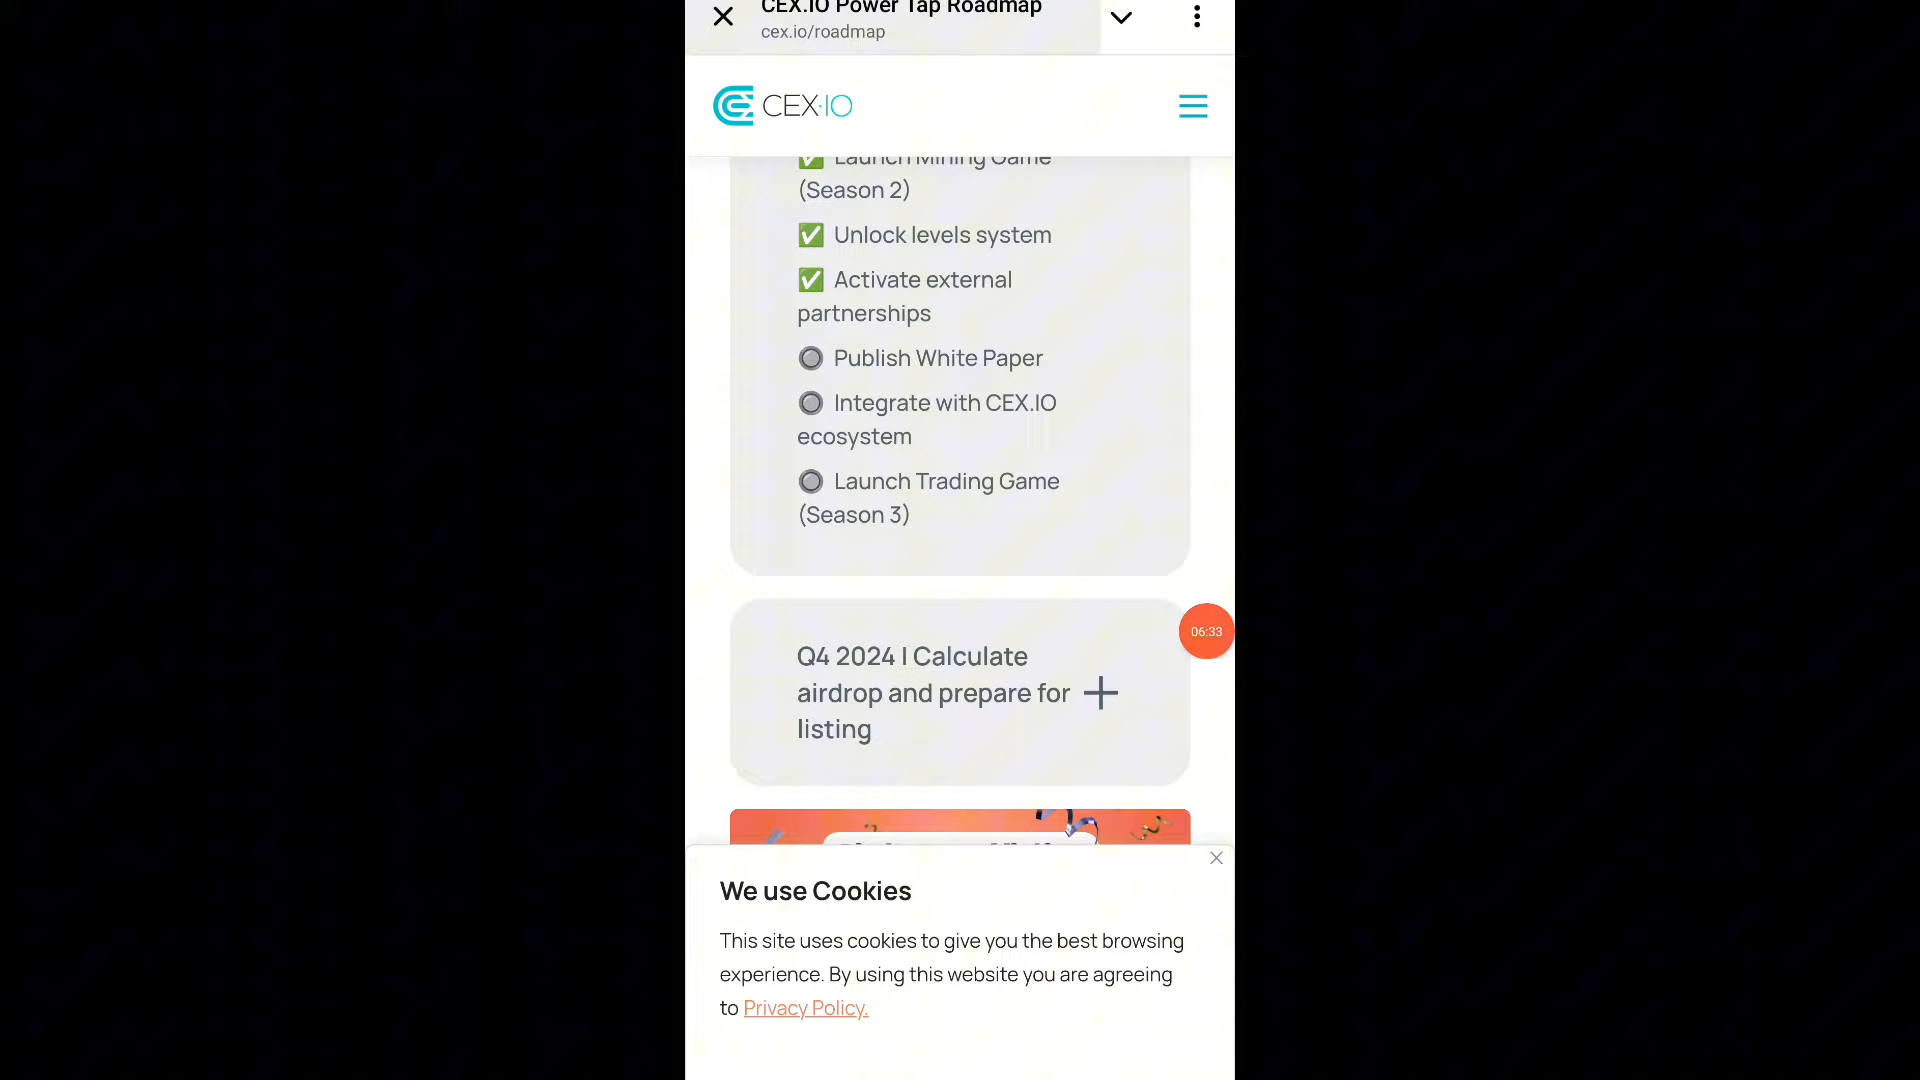 CEX.IO Power Tap Roadmap
cex.io/roadmap
CEX·IO
✅ Launch Mining Game
(Season 2)
✅ Unlock levels system
✅ Activate external
partnerships
🔘 Publish White Paper
🔘 Integrate with CEX.IO
ecosystem
🔘 Launch Trading Game
(Season 3)
06:33
Q4 2024 | Calculate
airdrop and prepare for
listing
We use Cookies
This site uses cookies to give you the best browsing
experience. By using this website you are agreeing
to Privacy Policy.